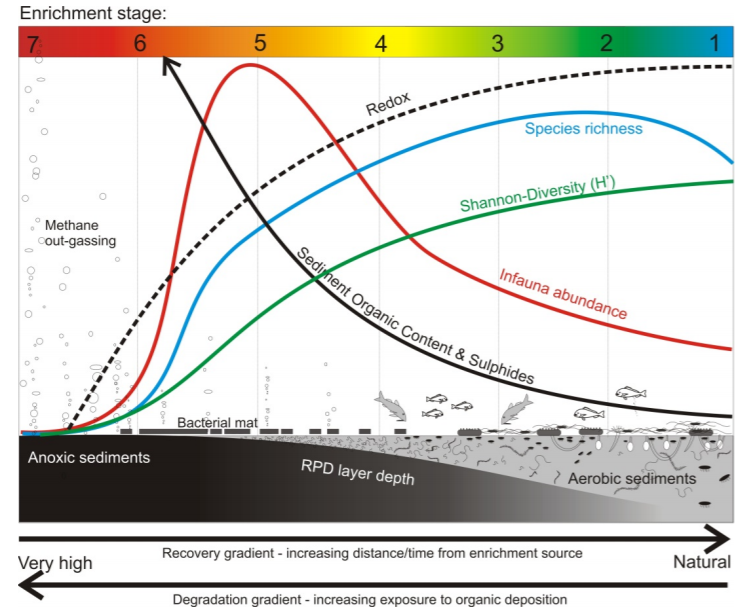 Enrichment stage:
7 6 5 4 3 2 1
Redox
Species richness
Shannon-Diversity (H')
Methane
out-gassing
Sediment Organic Content & Sulphides
Infauna abundance
Bacterial mat
Anoxic sediments
RPD layer depth
Aerobic sediments
Recovery gradient - increasing distance/time from enrichment source
Very high
Natural
Degradation gradient - increasing exposure to organic deposition